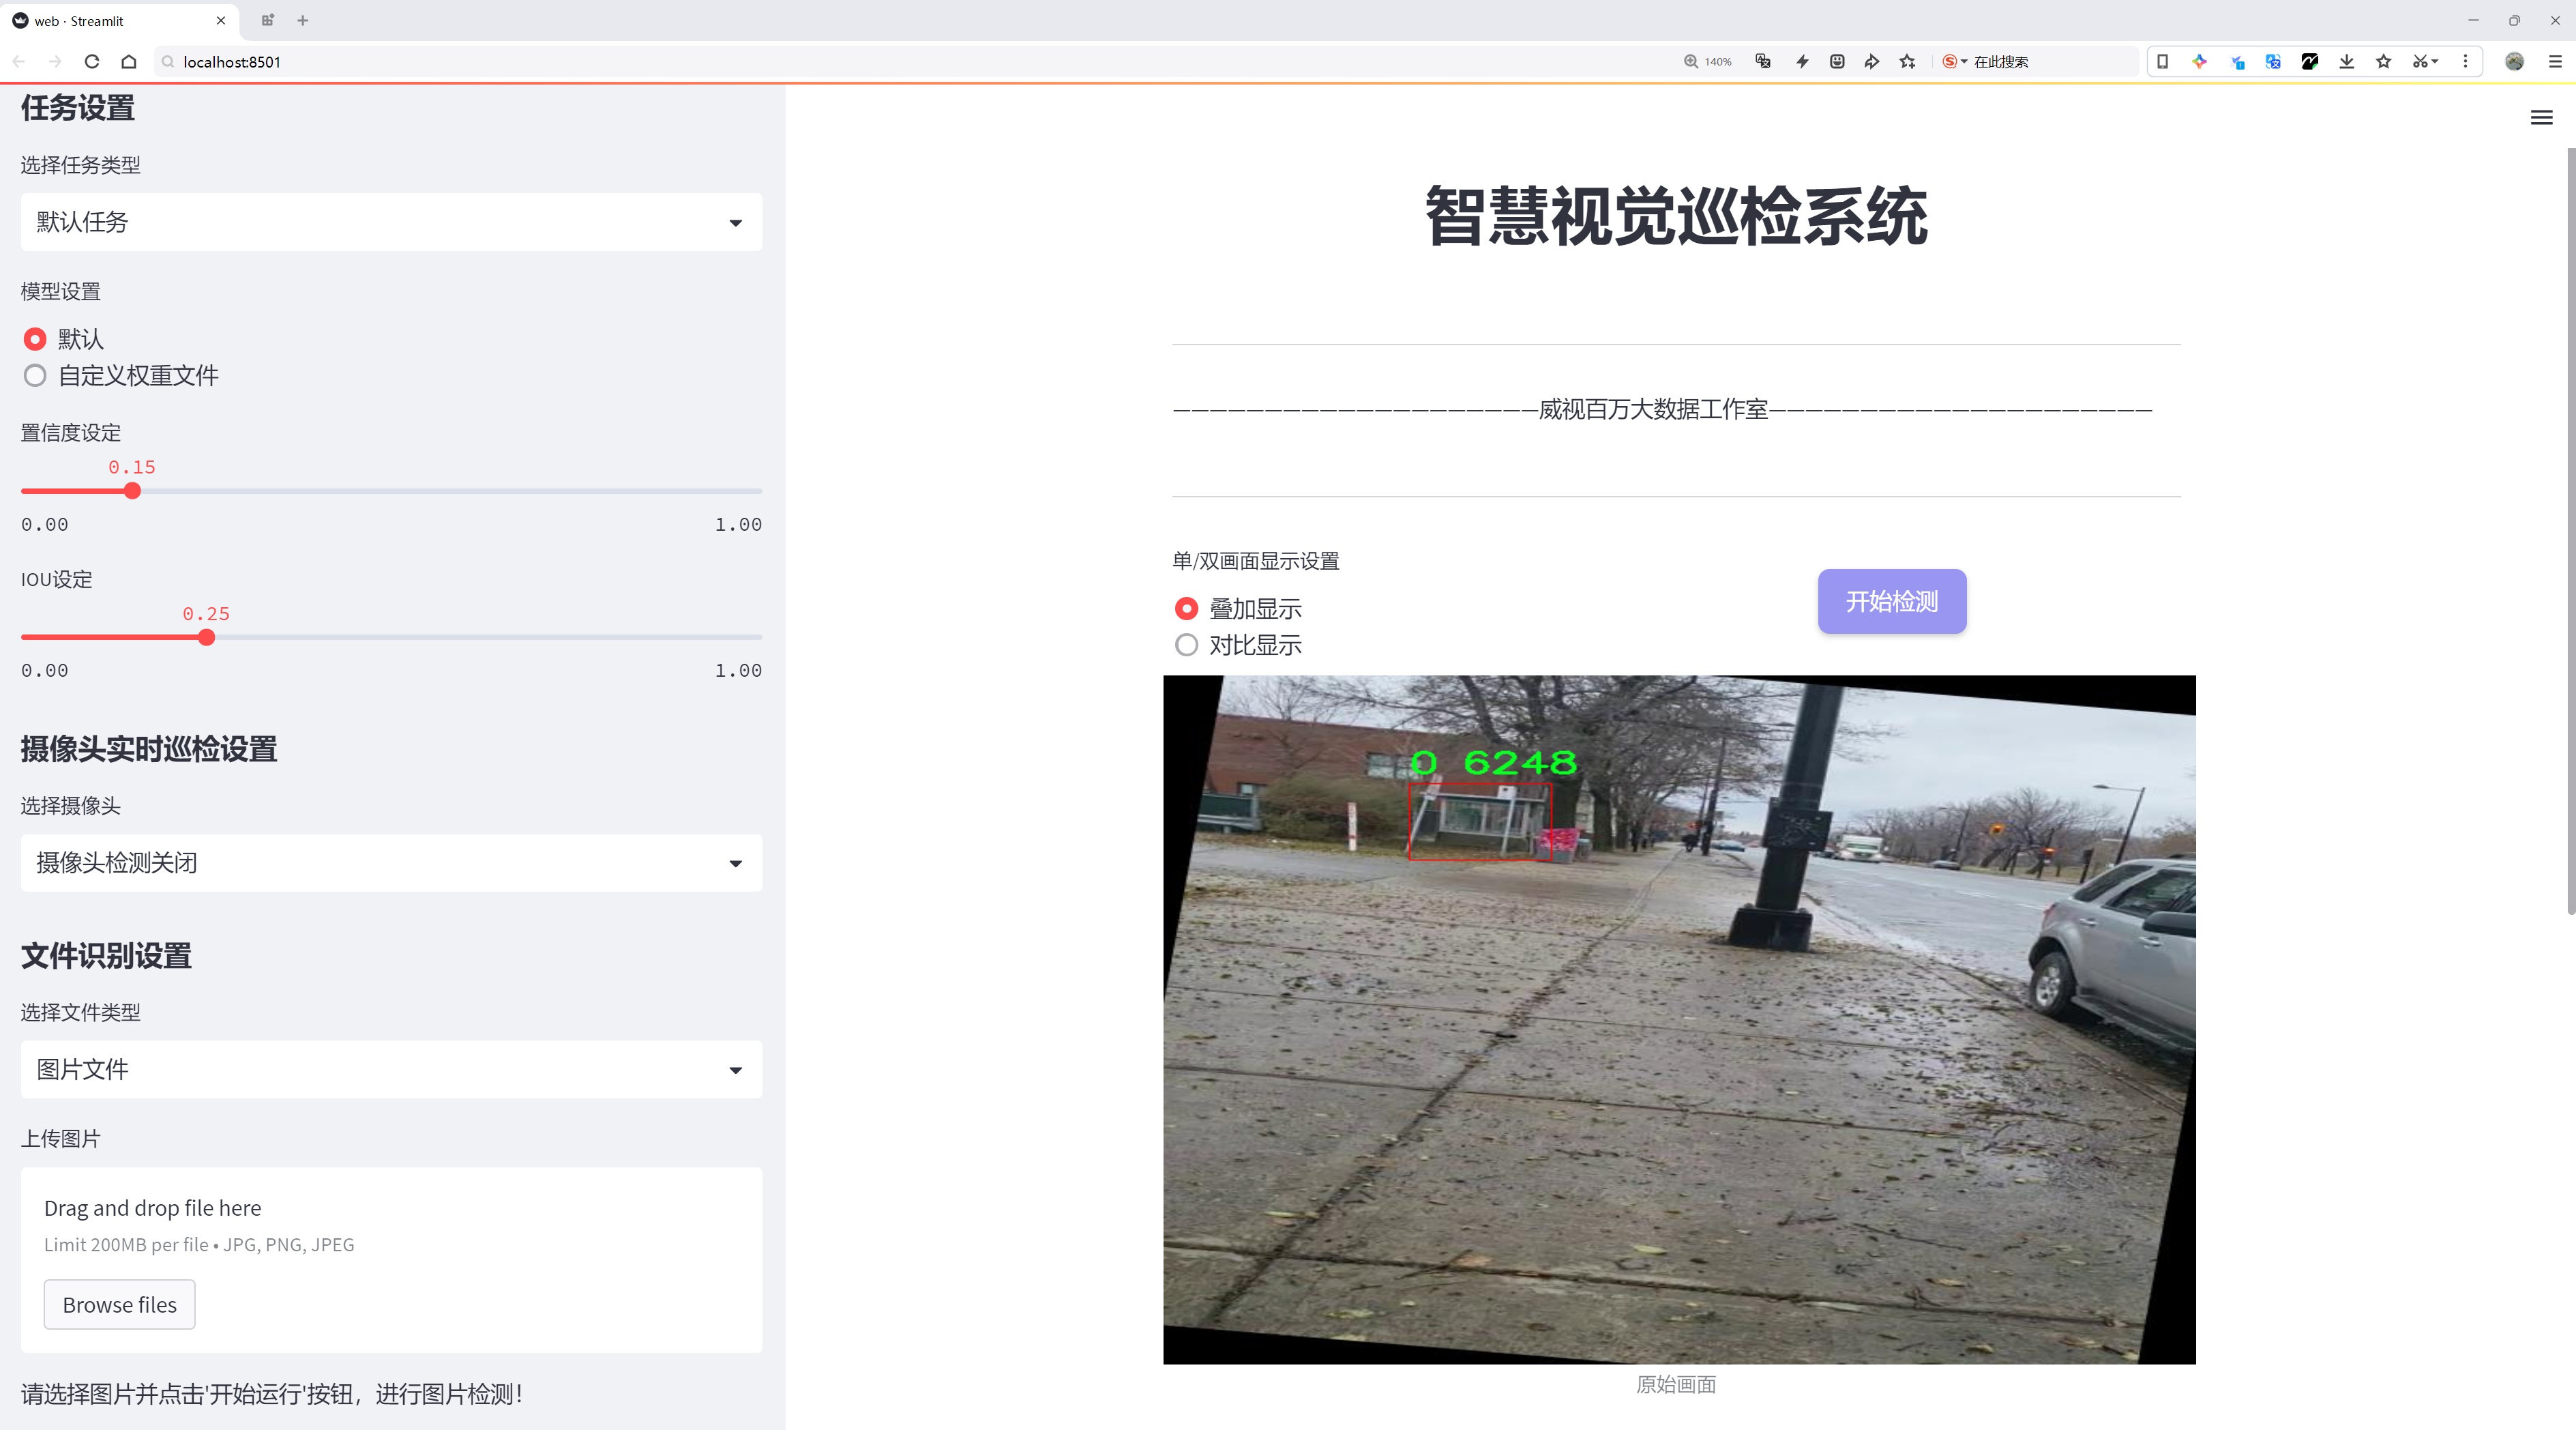 web · Streamlit
localhost:8501
140%
在此搜索
任务设置
选择任务类型
默认任务
模型设置
默认
自定义权重文件
置信度设定
0.15
0.00 1.00
IOU设定
0.25
0.00 1.00
摄像头实时巡检设置
选择摄像头
摄像头检测关闭
文件识别设置
选择文件类型
图片文件
上传图片
Drag and drop file here
Limit 200MB per file • JPG, PNG, JPEG
Browse files
请选择图片并点击'开始运行'按钮，进行图片检测！
智慧视觉巡检系统
————————————————————威视百万大数据工作室—————————————————————
单/双画面显示设置
叠加显示
对比显示
开始检测
0 6248
原始画面